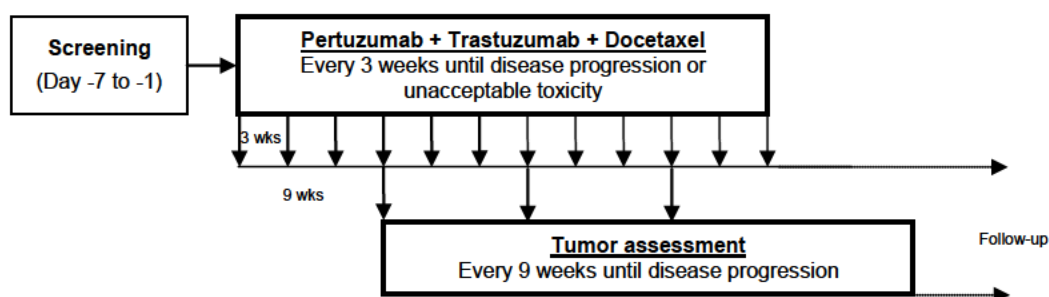 Screening
(Day -7 to -1)
Pertuzumab + Trastuzumab + Docetaxel
Every 3 weeks until disease progression or
unacceptable toxicity
3 wks
9 wks
Tumor assessment
Every 9 weeks until disease progression
Follow-up